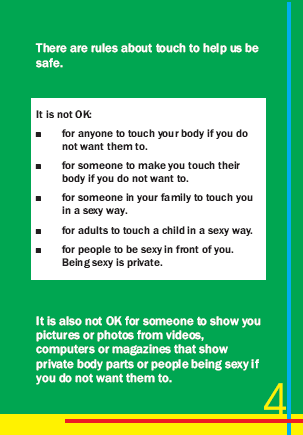 There are rules about touch to help us be
safe.
It is not OK:
■ for anyone to touch your body if you do
not want them to.
■ for someone to make you touch their
body if you do not want to.
■ for someone in your family to touch you
in a sexy way.
■ for adults to touch a child in a sexy way.
■ for people to be sexy in front of you.
Being sexy is private.
It is also not OK for someone to show you
pictures or photos from videos,
computers or magazines that show
private body parts or people being sexy if
you do not want them to.
4